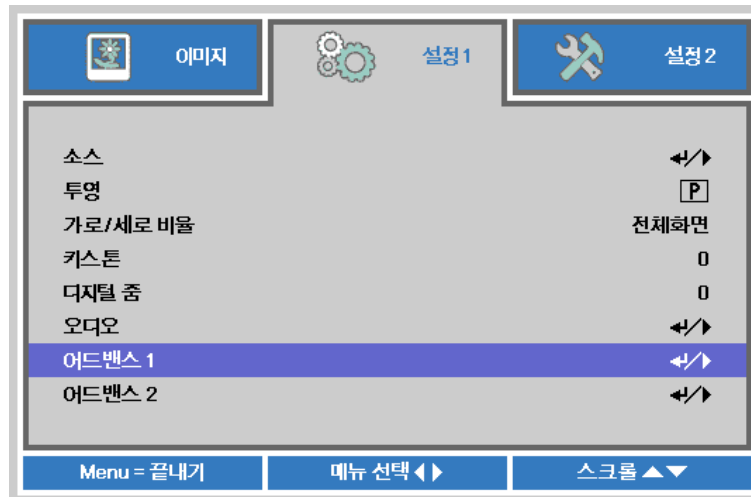 이미지 설정 1 설정 2
소스 ↵/▶
투영 P
가로/세로 비율 전체화면
키스톤 0
디지털 줌 0
오디오 ↵/▶
어드밴스 1 ↵/▶
어드밴스 2 ↵/▶
Menu = 끝내기 메뉴 선택 ◀ ▶ 스크롤 ▲▼